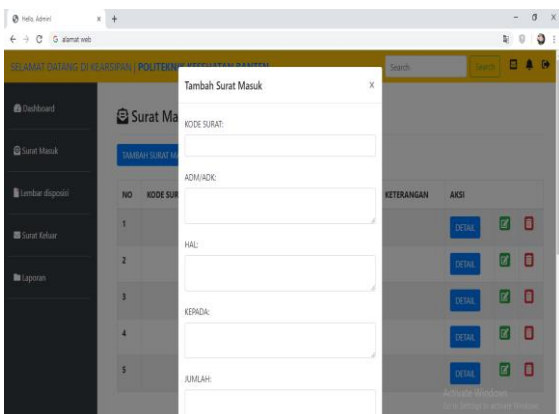 Hello, Admin!
alamat web
SELAMAT DATANG DI KEARSIPAN | POLITEKNIK KESEHATAN BANTEN
Search
Search
Dashboard
Surat Masuk
Lembar disposisi
Surat Keluar
Laporan
Surat Ma
TAMBAH SURAT MA
Tambah Surat Masuk
X
KODE SURAT:
ADM/ADK:
HAL:
KEPADA:
JUMLAH:
NO KODE SUR KETERANGAN AKSI
1 DETAIL
2 DETAIL
3 DETAIL
4 DETAIL
5 DETAIL
Activate Windows
Go to Settings to activate Windows.